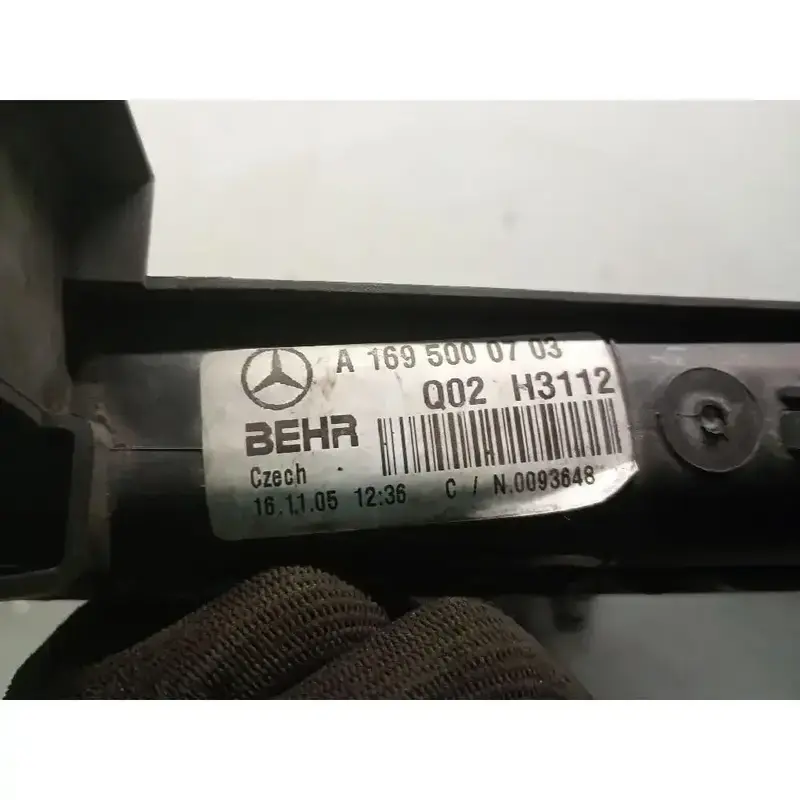 A 169 500 07 03
Q02 H3112
BEHR
Czech
16.11.05 12:36 C / N.0093648